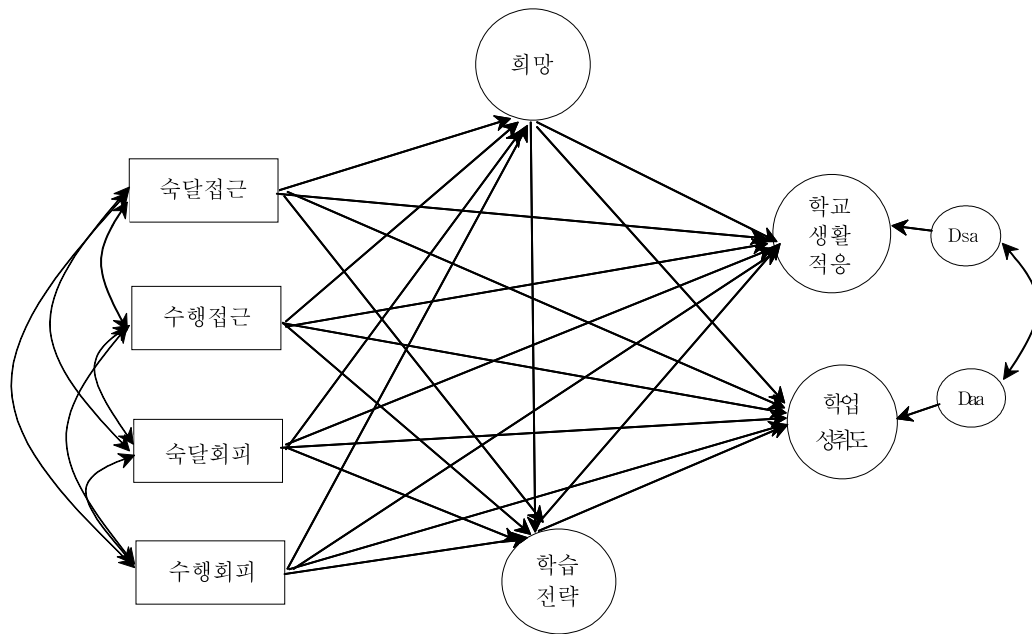 희망
숙달접근
수행접근
숙달회피
수행회피
학습
전략
학교
생활
적응
학업
성취도
Dsa
Daa